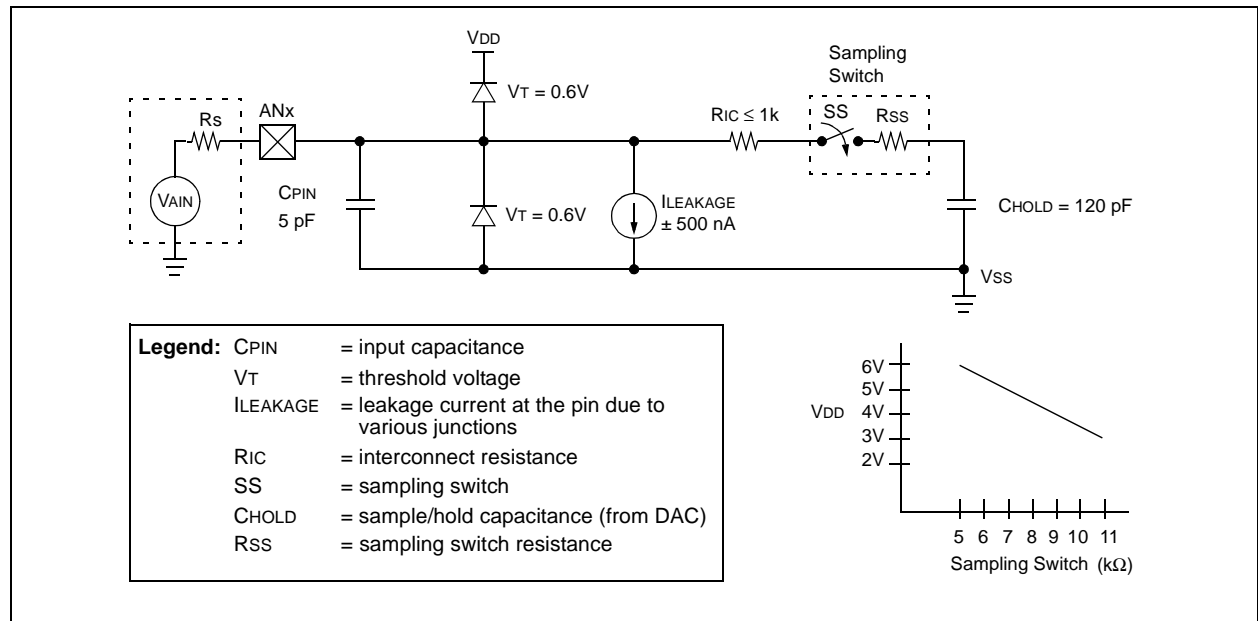 VDD
Sampling
Switch
VT = 0.6V
ANx
RS
RIC ≤ 1k
SS
RSS
VAIN
CPIN
5 pF
VT = 0.6V
ILEAKAGE
± 500 nA
CHOLD = 120 pF
VSS
Legend: CPIN = input capacitance
VT = threshold voltage
ILEAKAGE = leakage current at the pin due to
various junctions
RIC = interconnect resistance
SS = sampling switch
CHOLD = sample/hold capacitance (from DAC)
RSS = sampling switch resistance
6V
5V
VDD 4V
3V
2V
5 6 7 8 9 10 11
Sampling Switch (kΩ)